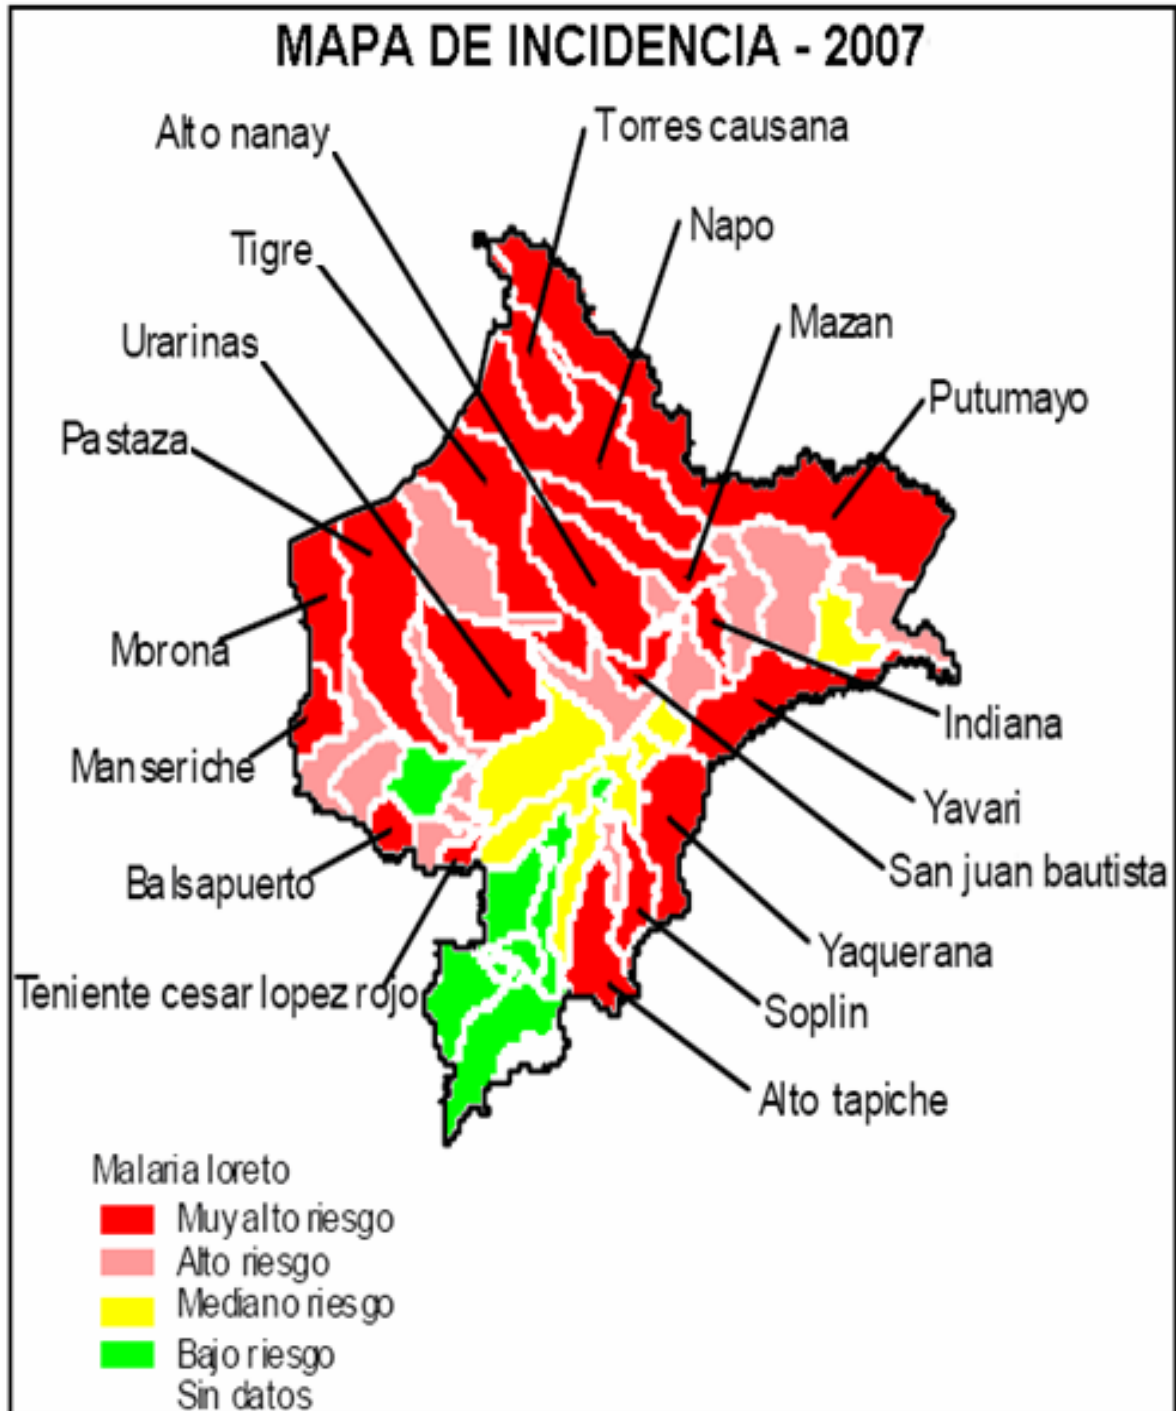 MAPA DE INCIDENCIA - 2007
Alto nanay
Torres causana
Tigre
Napo
Urarinas
Mazan
Pastaza
Putumayo
Morona
Indiana
Manseriche
Yavari
Balsapuerto
San juan bautista
Yaquerana
Teniente cesar lopez rojo
Soplin
Alto tapiche
Malaria loreto
Muy alto riesgo
Alto riesgo
Mediano riesgo
Bajo riesgo
Sin datos